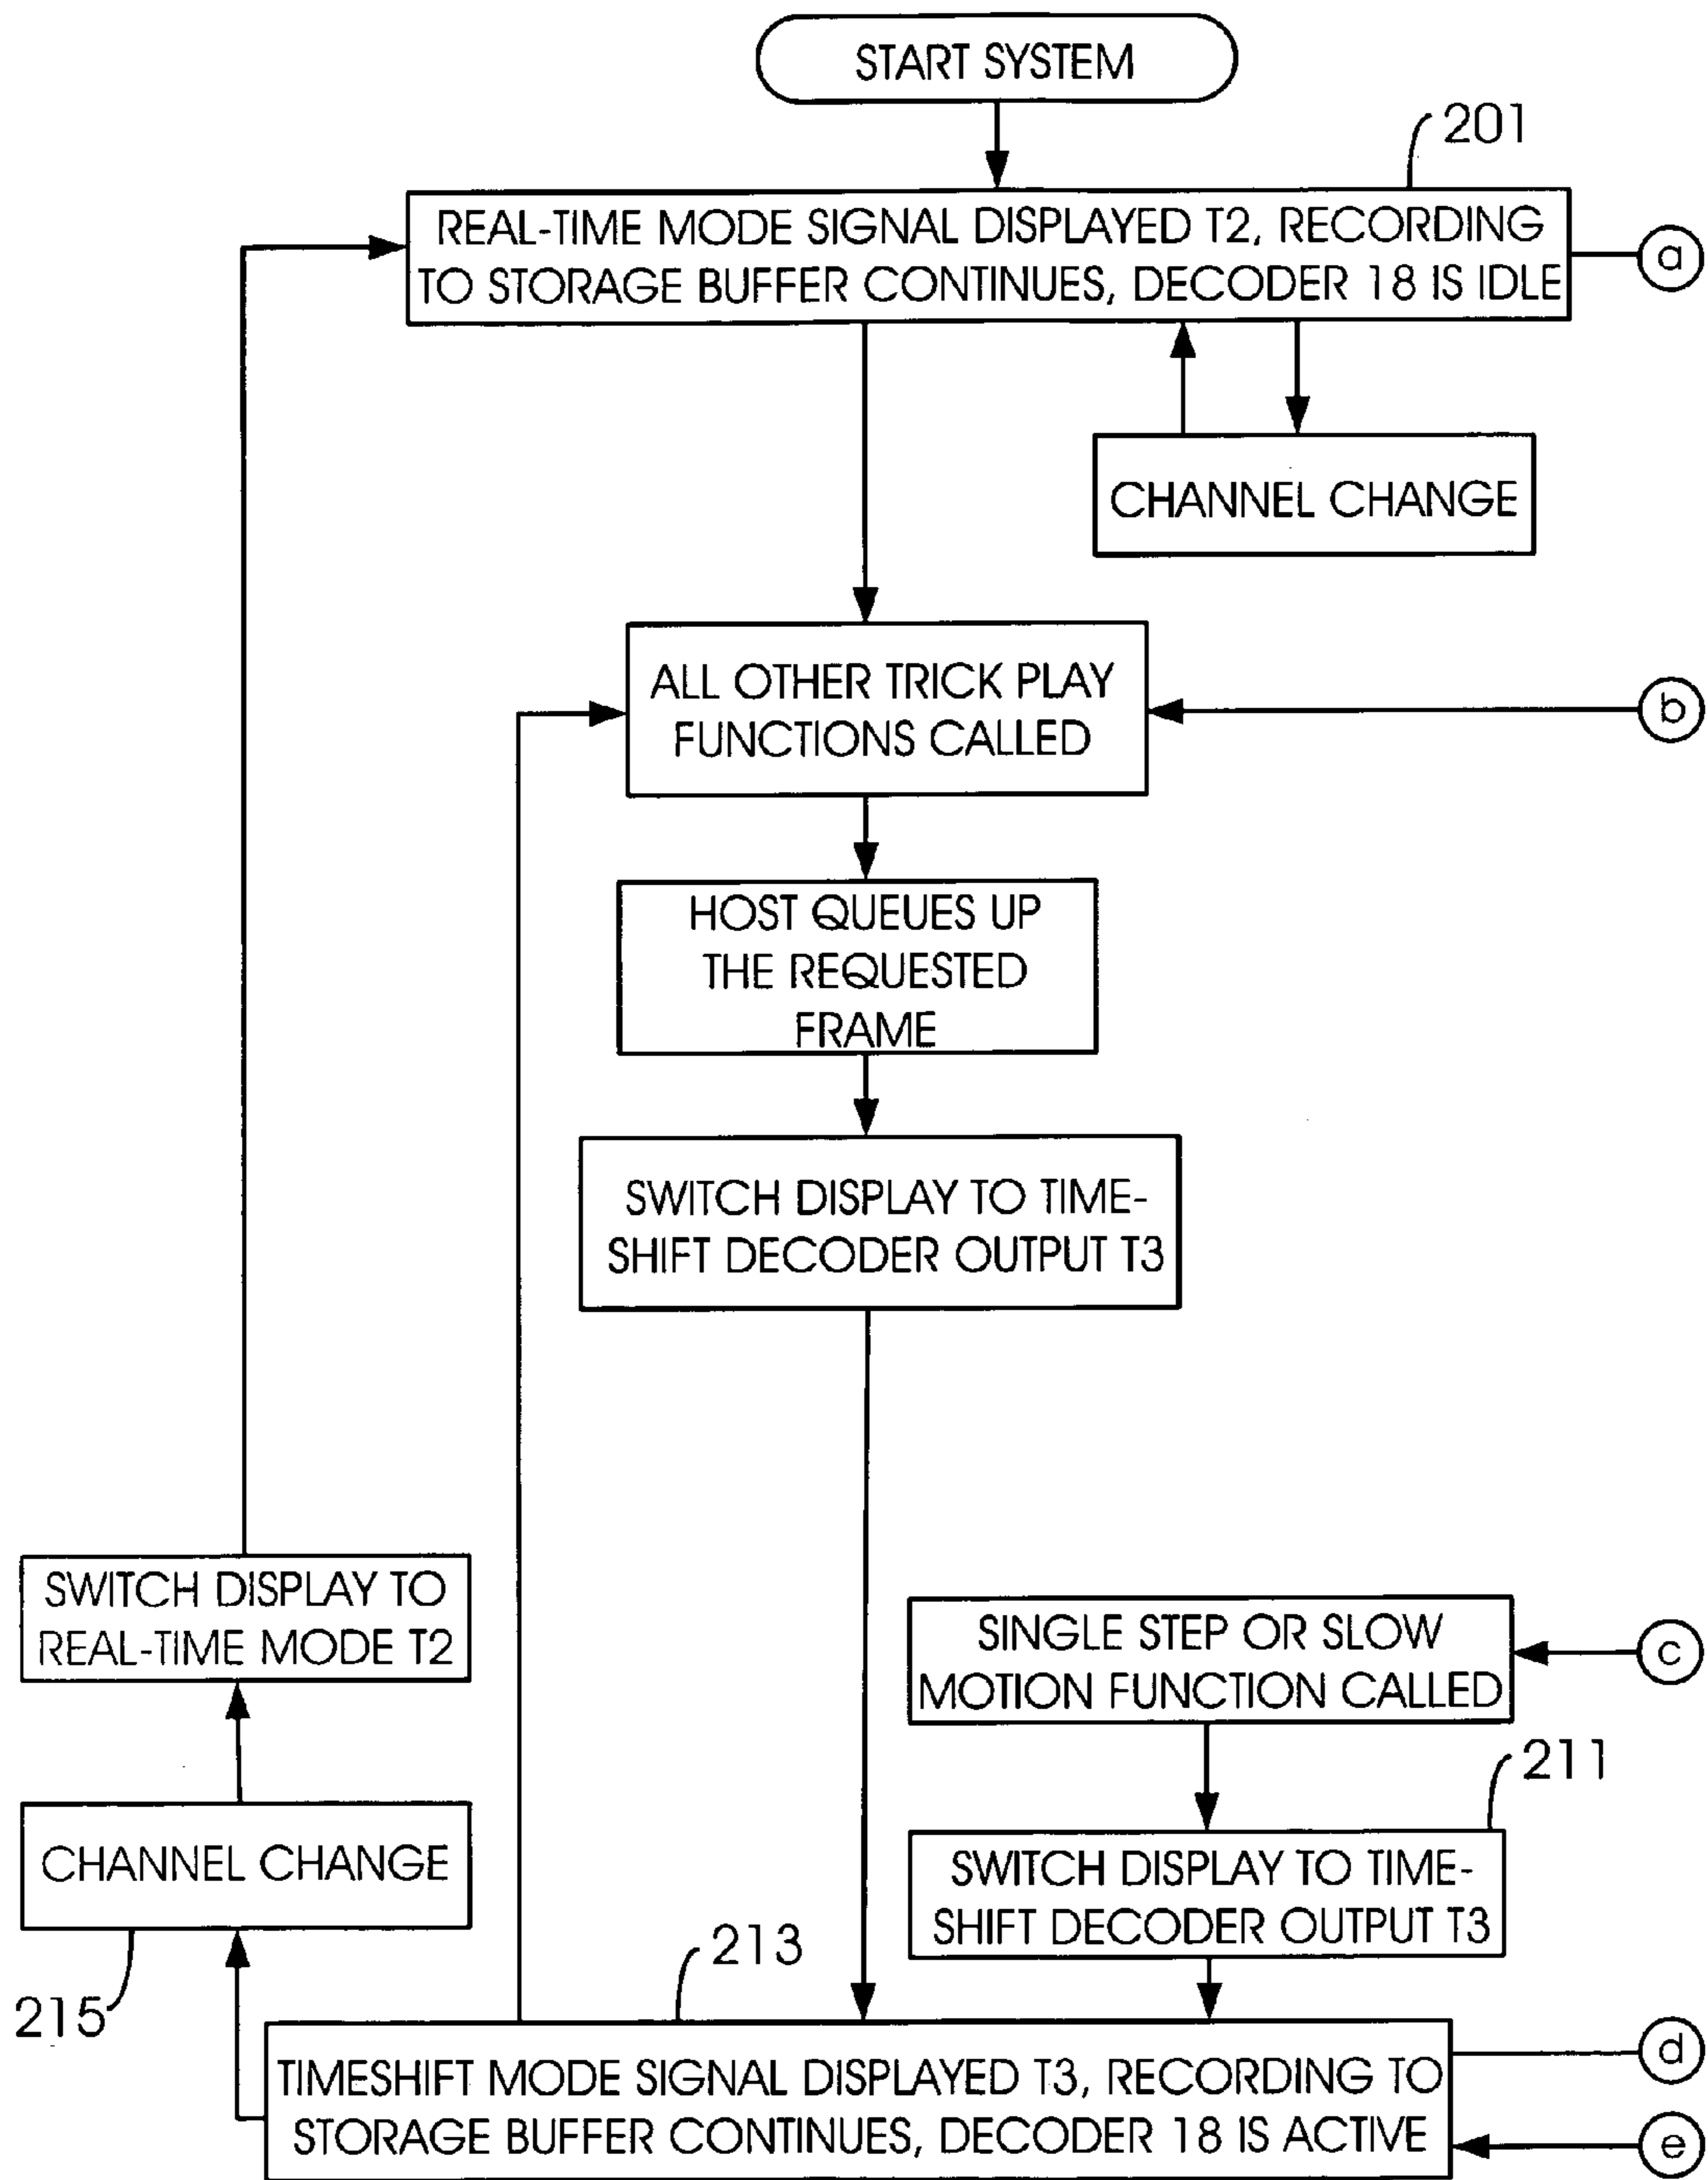 START SYSTEM
201
REAL-TIME MODE SIGNAL DISPLAYED T2, RECORDING
TO STORAGE BUFFER CONTINUES, DECODER 18 IS IDLE
a
CHANNEL CHANGE
ALL OTHER TRICK PLAY
FUNCTIONS CALLED
b
HOST QUEUES UP
THE REQUESTED
FRAME
SWITCH DISPLAY TO TIME-
SHIFT DECODER OUTPUT T3
SWITCH DISPLAY TO
REAL-TIME MODE T2
SINGLE STEP OR SLOW
MOTION FUNCTION CALLED
c
211
CHANNEL CHANGE
SWITCH DISPLAY TO TIME-
SHIFT DECODER OUTPUT T3
213
215
TIMESHIFT MODE SIGNAL DISPLAYED T3, RECORDING TO
STORAGE BUFFER CONTINUES, DECODER 18 IS ACTIVE
d
e